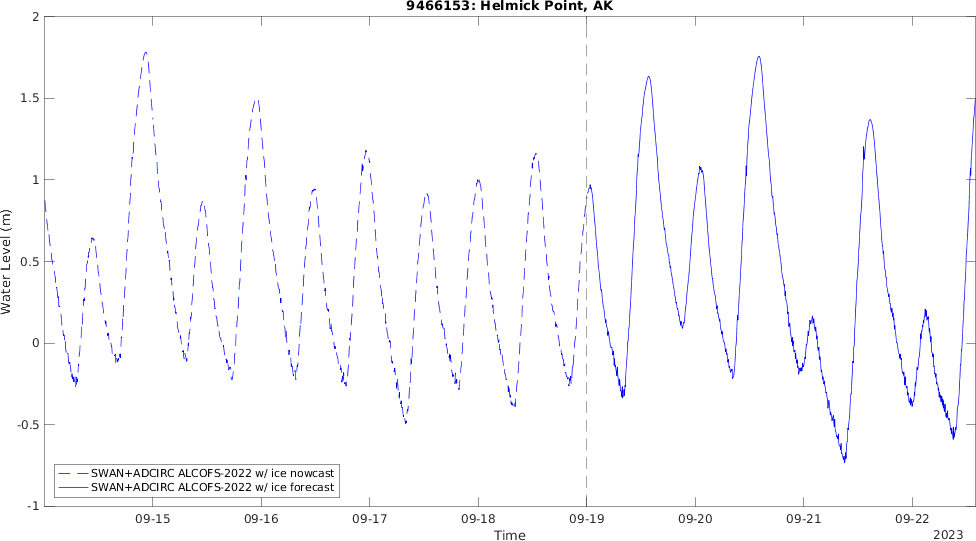 9466153: Helmick Point, AK
2
1.5
1
0.5
0
-0.5
-1
Water Level (m)
SWAN+ADCIRC ALCOFS-2022 w/ ice nowcast
SWAN+ADCIRC ALCOFS-2022 w/ ice forecast
09-15 09-16 09-17 09-18 09-19 09-20 09-21 09-22
Time
2023